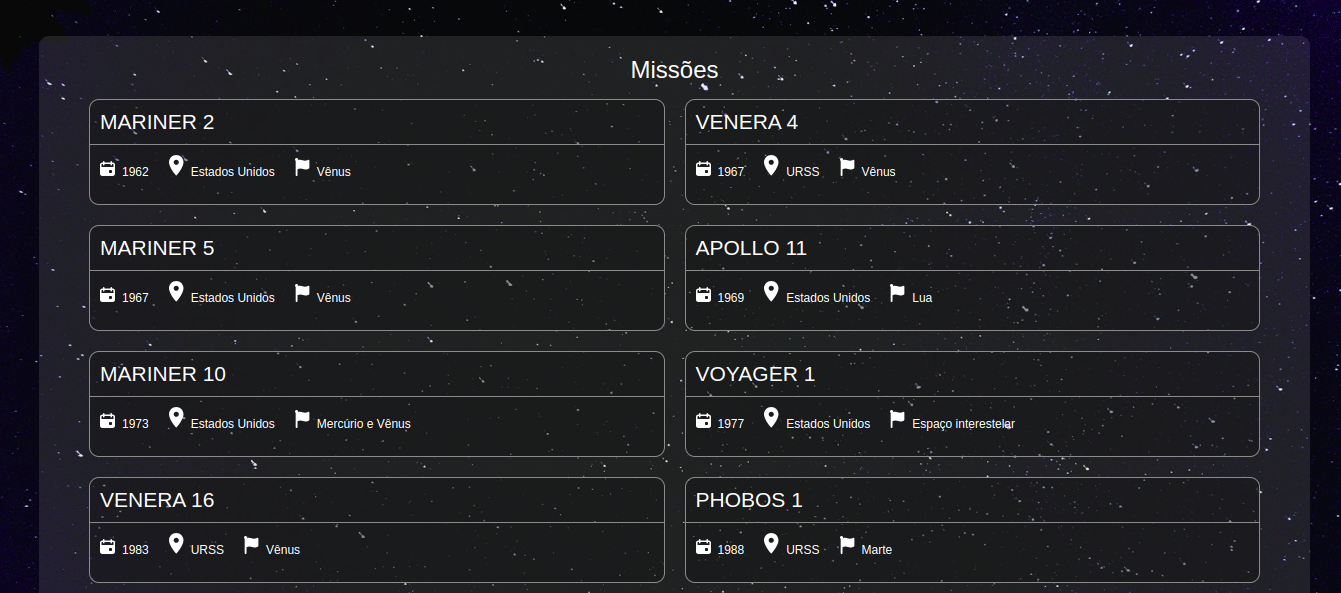 Missões
MARINER 2
1962 Estados Unidos Vênus
VENERA 4
1967 URSS Vênus
MARINER 5
1967 Estados Unidos Vênus
APOLLO 11
1969 Estados Unidos Lua
MARINER 10
1973 Estados Unidos Mercúrio e Vênus
VOYAGER 1
1977 Estados Unidos Espaço interestelar
VENERA 16
1983 URSS Vênus
PHOBOS 1
1988 URSS Marte